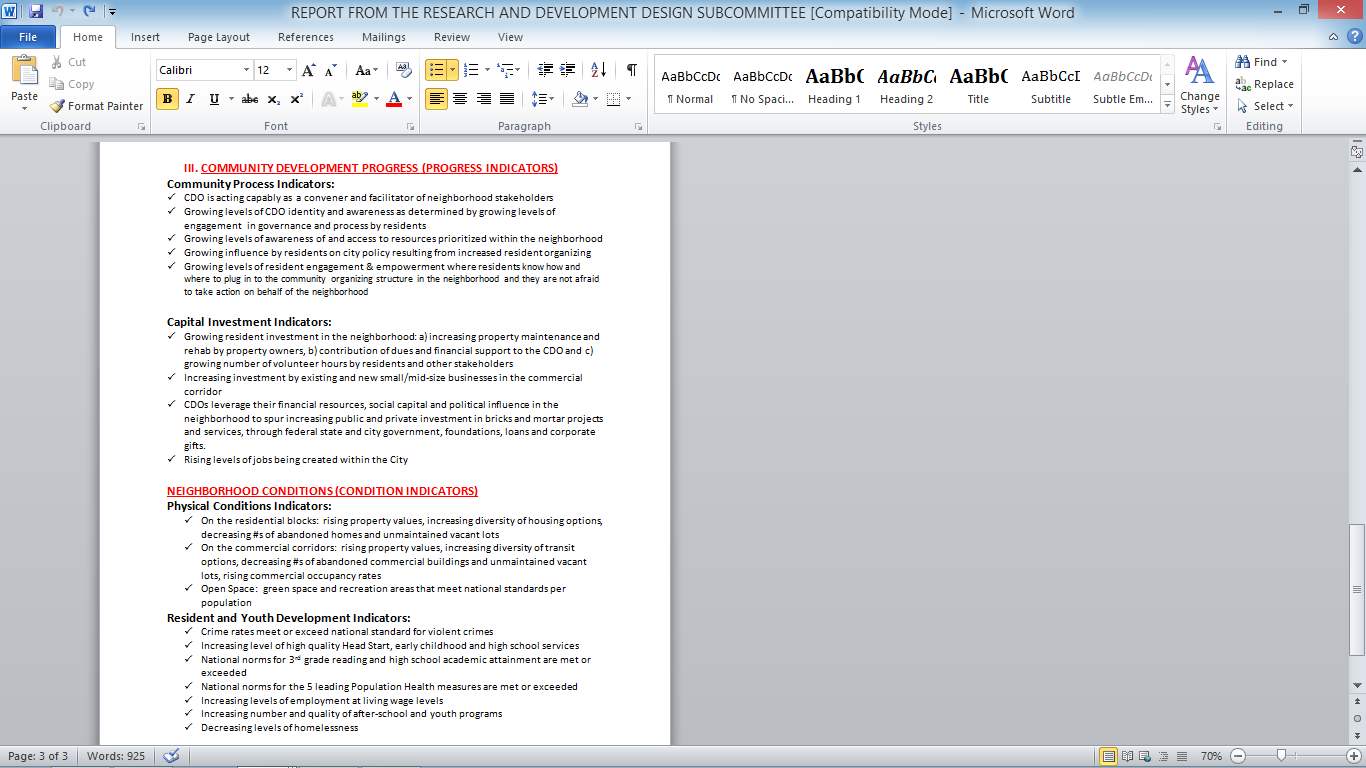 REPORT FROM THE RESEARCH AND DEVELOPMENT DESIGN SUBCOMMITTEE [Compatibility Mode] - Microsoft Word
File Home Insert Page Layout References Mailings Review View
Paste
Cut
Copy
Format Painter
Clipboard
Calibri 12
B I U abc x₂ x² A ab A
Font
Paragraph
AaBbCcDc AaBbCcDc AaBbC AaBbCc AaBbC AaBbCcI AaBbCcDc
¶ Normal ¶ No Spaci... Heading 1 Heading 2 Title Subtitle Subtle Em...
Styles
Change
Styles
Find
Replace
Select
Editing
III. COMMUNITY DEVELOPMENT PROGRESS (PROGRESS INDICATORS)
Community Process Indicators:
✓ CDO is acting capably as a convener and facilitator of neighborhood stakeholders
✓ Growing levels of CDO identity and awareness as determined by growing levels of
engagement in governance and process by residents
✓ Growing levels of awareness of and access to resources prioritized within the neighborhood
✓ Growing influence by residents on city policy resulting from increased resident organizing
✓ Growing levels of resident engagement & empowerment where residents know how and
where to plug in to the community organizing structure in the neighborhood and they are not afraid
to take action on behalf of the neighborhood
Capital Investment Indicators:
✓ Growing resident investment in the neighborhood: a) increasing property maintenance and
rehab by property owners, b) contribution of dues and financial support to the CDO and c)
growing number of volunteer hours by residents and other stakeholders
✓ Increasing investment by existing and new small/mid-size businesses in the commercial
corridor
✓ CDOs leverage their financial resources, social capital and political influence in the
neighborhood to spur increasing public and private investment in bricks and mortar projects
and services, through federal state and city government, foundations, loans and corporate
gifts.
✓ Rising levels of jobs being created within the City
NEIGHBORHOOD CONDITIONS (CONDITION INDICATORS)
Physical Conditions Indicators:
✓ On the residential blocks: rising property values, increasing diversity of housing options,
decreasing #s of abandoned homes and unmaintained vacant lots
✓ On the commercial corridors: rising property values, increasing diversity of transit
options, decreasing #s of abandoned commercial buildings and unmaintained vacant
lots, rising commercial occupancy rates
✓ Open Space: green space and recreation areas that meet national standards per
population
Resident and Youth Development Indicators:
✓ Crime rates meet or exceed national standard for violent crimes
✓ Increasing level of high quality Head Start, early childhood and high school services
✓ National norms for 3rd grade reading and high school academic attainment are met or
exceeded
✓ National norms for the 5 leading Population Health measures are met or exceeded
✓ Increasing levels of employment at living wage levels
✓ Increasing number and quality of after-school and youth programs
✓ Decreasing levels of homelessness
Page: 3 of 3 Words: 925 70%